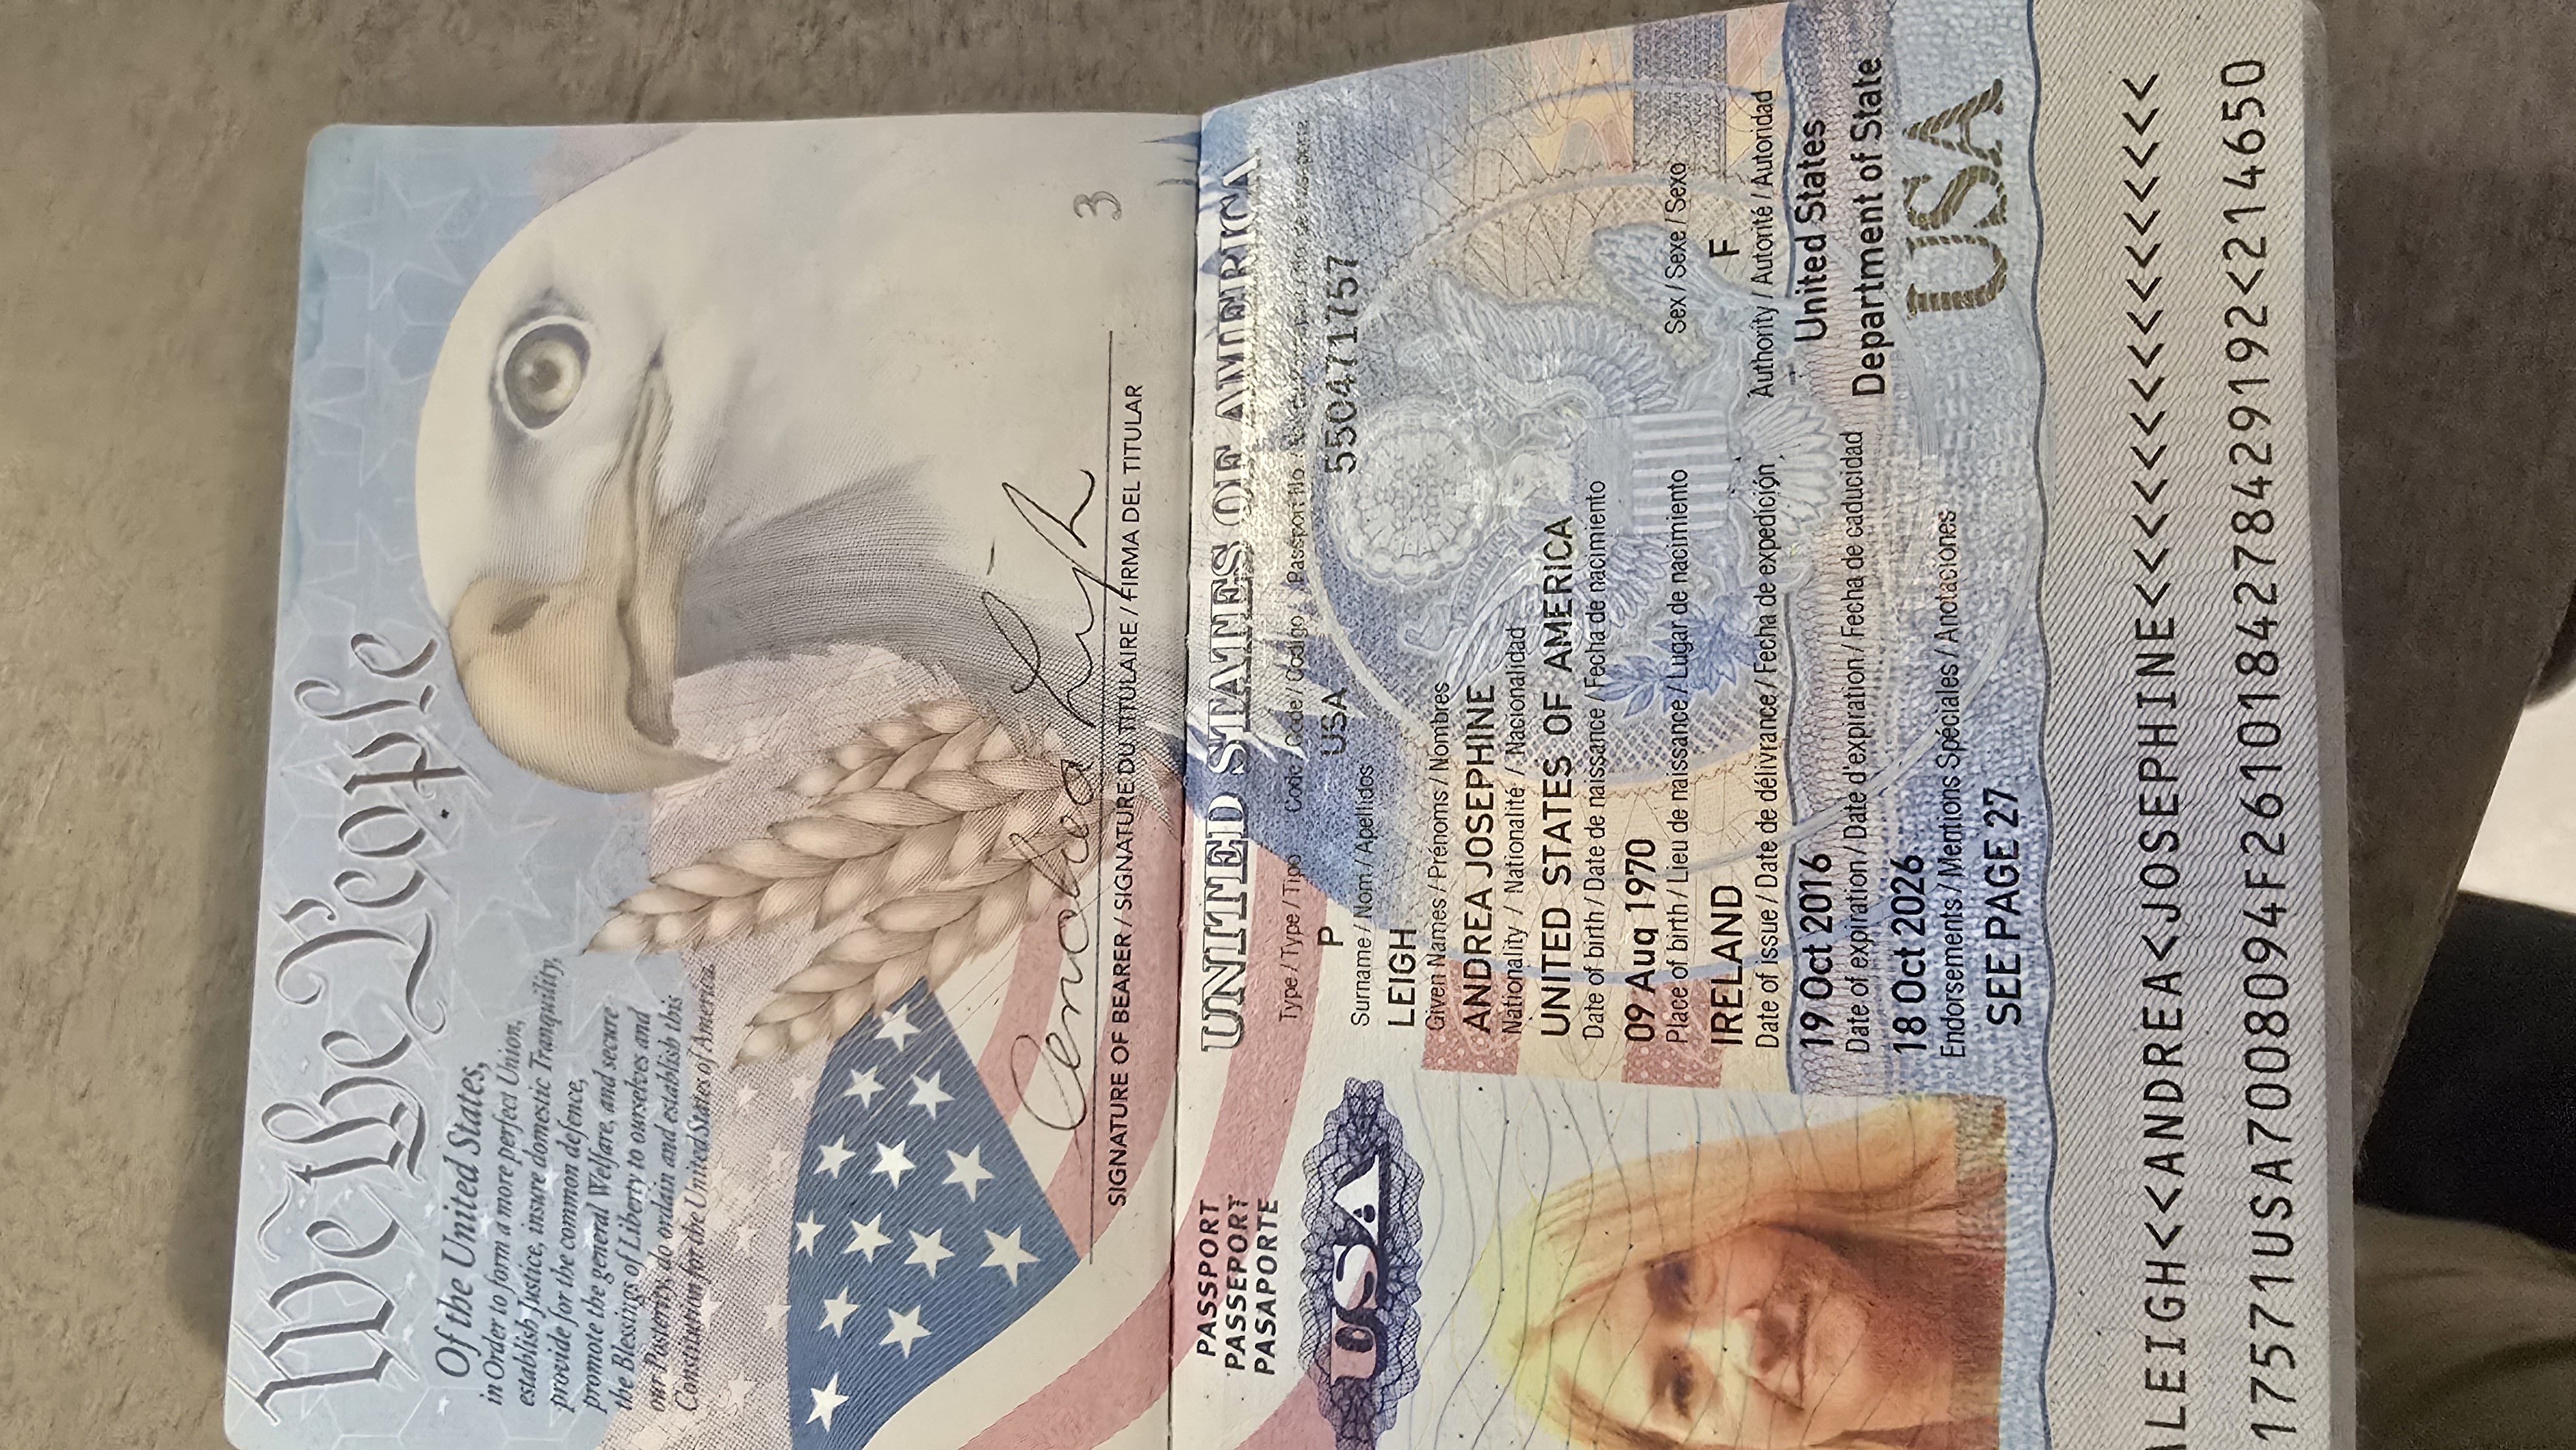 We the People
Of the United States,
in Order to form a more perfect Union,
establish Justice, insure domestic Tranquility,
provide for the common defence,
promote the general Welfare, and secure
the Blessings of Liberty to ourselves and
our Posterity, do ordain and establish this
Constitution for the United States of America.
3
Andrea Leigh
SIGNATURE OF BEARER / SIGNATURE DU TITULAIRE / FIRMA DEL TITULAR
PASSPORT
PASSEPORT
PASAPORTE
USA
UNITED STATES OF AMERICA
Type / Type / Tipo Code / Code / Codigo Passport No
P USA 550471757
Surname / Nom / Apellidos
LEIGH
Given Names / Prénoms / Nombres
ANDREA JOSEPHINE
Nationality / Nationalité / Nacionalidad
UNITED STATES OF AMERICA
Date of birth / Date de naissance / Fecha de nacimiento
09 Aug 1970
Place of birth / Lieu de naissance / Lugar de nacimiento Sex / Sexe / Sexo
IRELAND F
Date of issue / Date de délivrance / Fecha de expedición Authority / Autorité / Autoridad
19 Oct 2016 United States
Date of expiration / Date d'expiration / Fecha de caducidad Department of State
18 Oct 2026
Endorsements / Mentions Spéciales / Anotaciones
SEE PAGE 27 USA
ALEIGH<<ANDREA<JOSEPHINE<<<<<<<<<<<<<<<
17571USA7008094F2610184278429192<214650